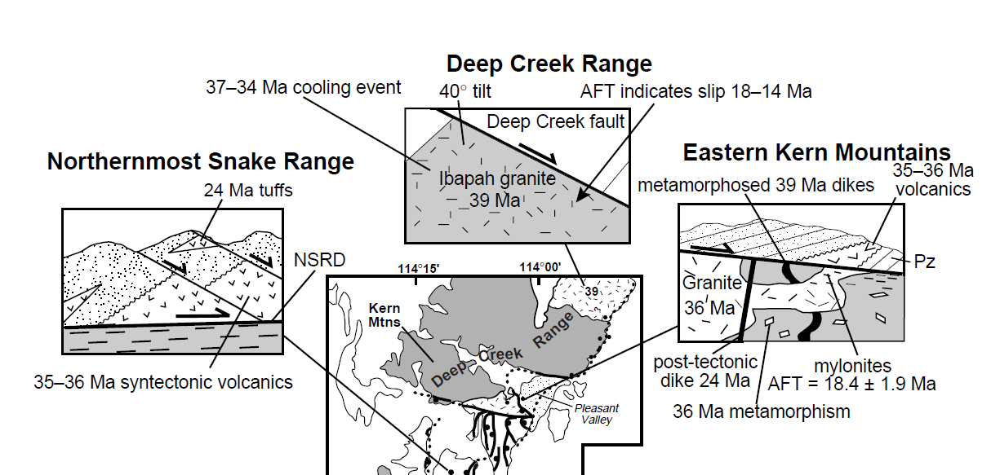 Deep Creek Range
37–34 Ma cooling event
40° tilt
AFT indicates slip 18–14 Ma
Deep Creek fault
Ibapah granite
39 Ma
Northernmost Snake Range
24 Ma tuffs
NSRD
35–36 Ma syntectonic volcanics
Eastern Kern Mountains
metamorphosed 39 Ma dikes
35–36 Ma
volcanics
Pz
Granite
36 Ma
post-tectonic
dike 24 Ma
mylonites
AFT = 18.4 ± 1.9 Ma
36 Ma metamorphism
114°15'
114°00'
39
Kern
Mtns
Deep Creek Range
Pleasant
Valley